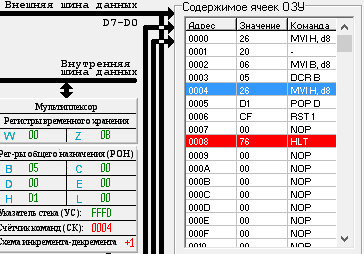 Внешняя шина данных
D7-D0
Внутренняя
шина данных
Мультиплексор
Регистры временного хранения
W 00 Z 0B
Рег-ры общего назначения (РОН)
B 05 C 00
D 00 E 00
H D1 L 00
Указатель стека (УС): FFFD
Счётчик команд (СК): 0004
Схема инкремента-декремента +1
Содержимое ячеек ОЗУ
Адрес Значение Команда
0000 26 MVI H, d8
0001 20 -
0002 06 MVI B, d8
0003 05 DCR B
0004 26 MVI H, d8
0005 D1 POP D
0006 CF RST 1
0007 00 NOP
0008 76 HLT
0009 00 NOP
000A 00 NOP
000B 00 NOP
000C 00 NOP
000D 00 NOP
000E 00 NOP
000F 00 NOP
0010 00 NOP